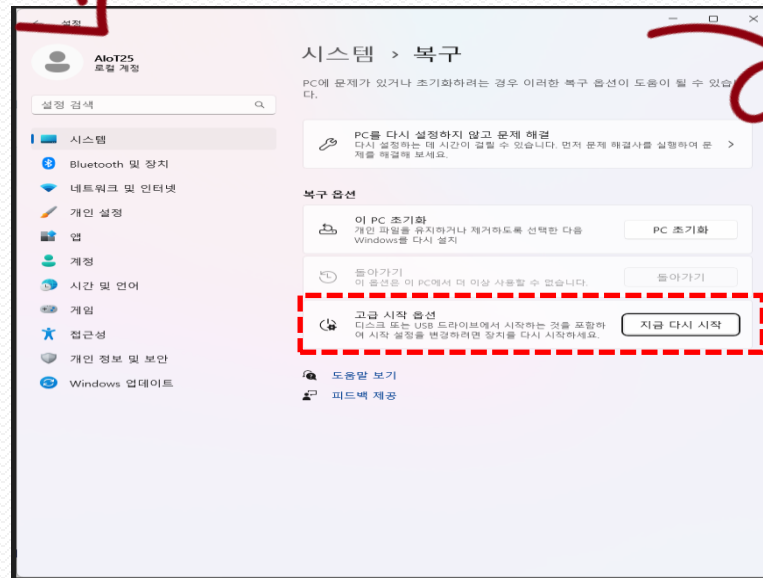 설정
AIoT25
로컬 계정
설정 검색
시스템
Bluetooth 및 장치
네트워크 및 인터넷
개인 설정
앱
계정
시간 및 언어
게임
접근성
개인 정보 및 보안
Windows 업데이트
시스템 > 복구
PC에 문제가 있거나 초기화하려는 경우 이러한 복구 옵션이 도움이 될 수 있습
다.
PC를 다시 설정하지 않고 문제 해결
다시 설정하는 데 시간이 걸릴 수 있습니다. 먼저 문제 해결사를 실행하여 문
제를 해결해 보세요.
복구 옵션
이 PC 초기화
개인 파일을 유지하거나 제거하도록 선택한 다음
Windows를 다시 설치
PC 초기화
돌아가기
이 옵션은 이 PC에서 더 이상 사용할 수 없습니다.
돌아가기
고급 시작 옵션
디스크 또는 USB 드라이브에서 시작하는 것을 포함하
여 시작 설정을 변경하려면 장치를 다시 시작하세요.
지금 다시 시작
도움말 보기
피드백 제공